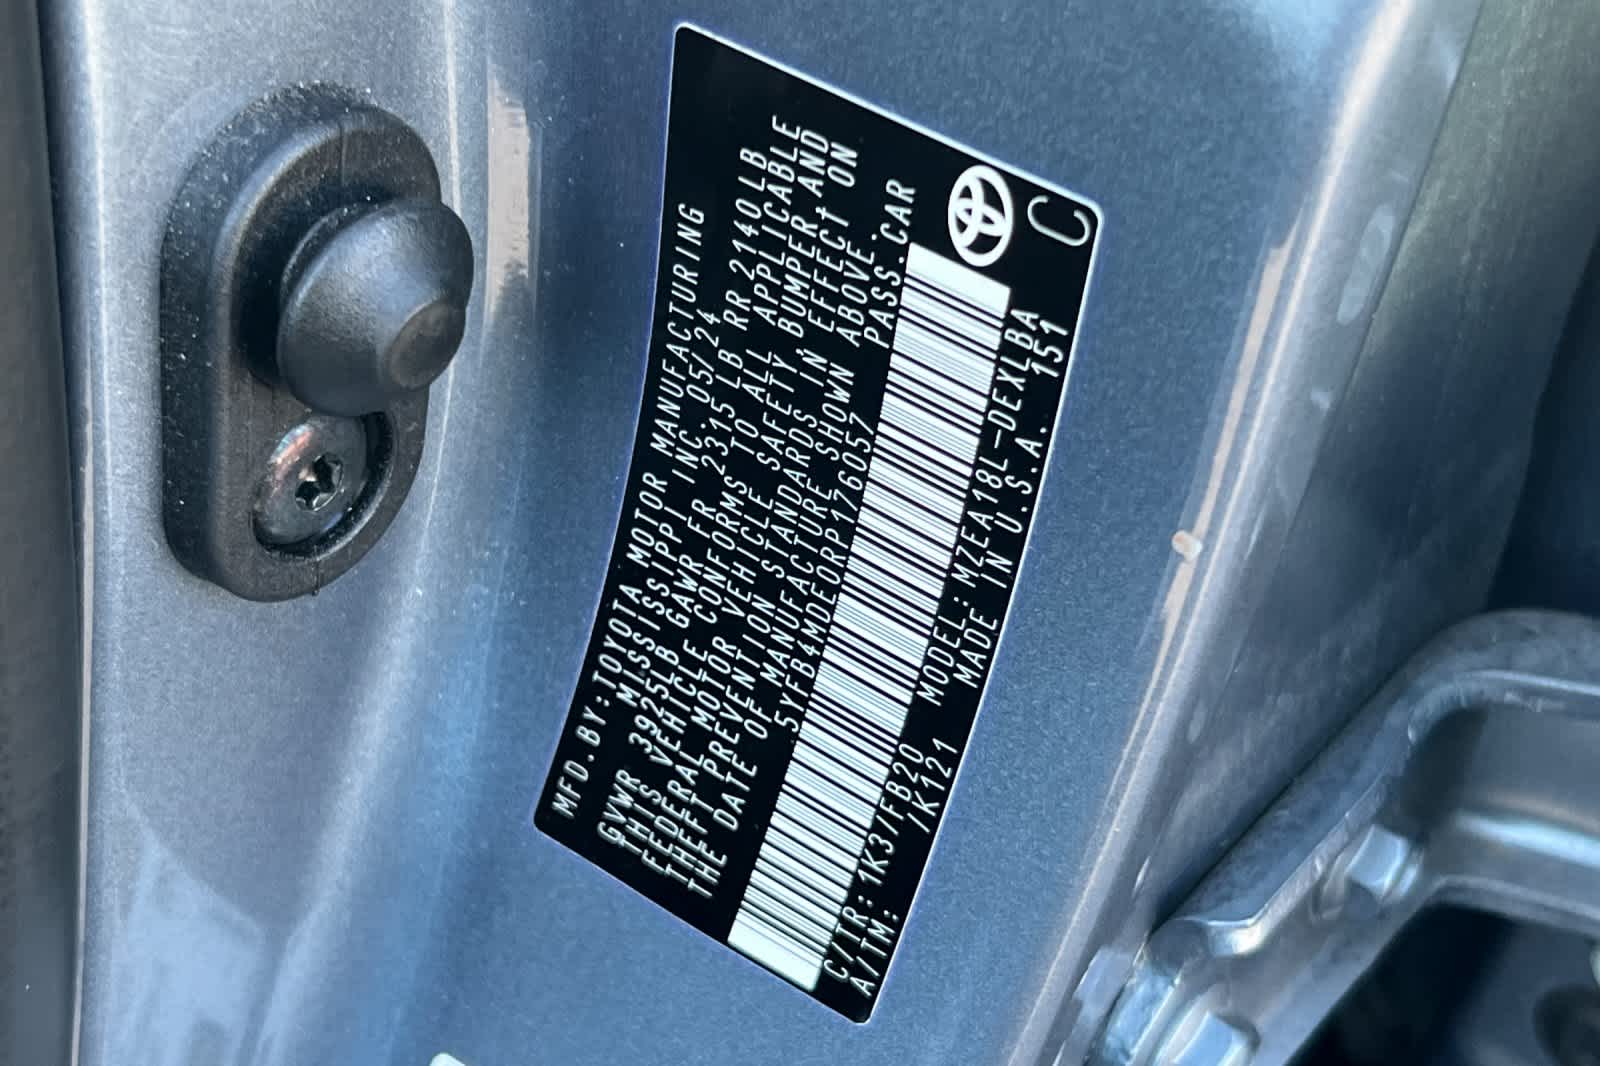 MFD.BY:TOYOTA MOTOR MANUFACTURING
MISSISSIPPI INC. 05/24
GVWR 3925LB GAWR FR 2315 LB RR 2140 LB
THIS VEHICLE CONFORMS TO ALL APPLICABLE
FEDERAL MOTOR VEHICLE SAFETY BUMPER, AND
THEFT PREVENTION STANDARDS IN EFFECT ON
THE DATE OF MANUFACTURE SHOWN ABOVE.
5YFB4MDE0RP176057 PASS.CAR
C/TR: 1K3/FB20 MODEL: MZEA18L-DEXLBA
A/TM: /K121 MADE IN U.S.A. 151
C